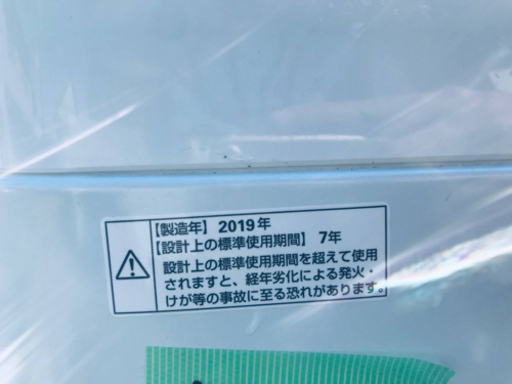 【製造年】2019年
【設計上の標準使用期間】 7年
設計上の標準使用期間を超えて使用
されますと、経年劣化による発火・
けが等の事故に至る恐れがあります。